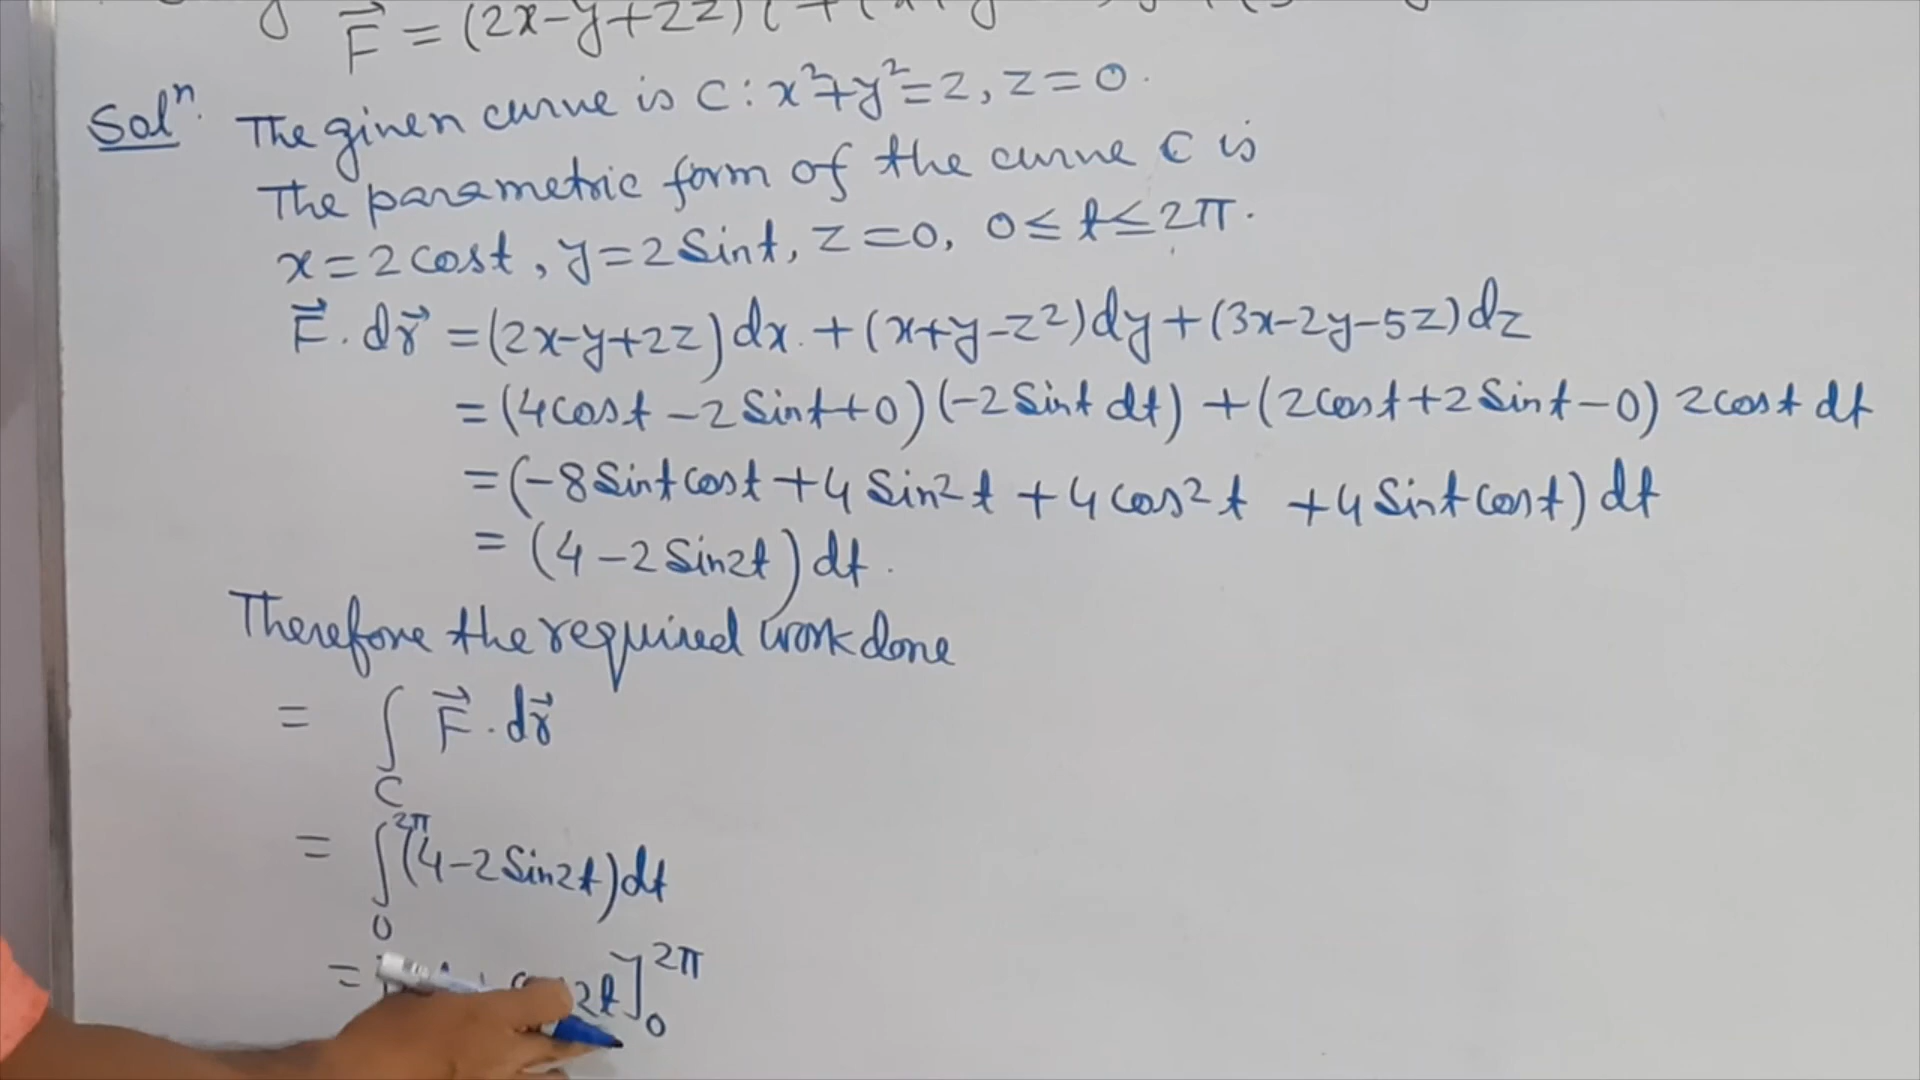 F⃗ = (2x-y+2z)
Solⁿ. The given curve is C: x²+y²=2, z=0.
The parametric form of the curve C is
x=2cost, y=2Sint, z=0, 0≤t≤2π.
F⃗.dr⃗ =(2x-y+2z)dx.+(x+y-z²)dy+(3x-2y-5z)dz
=(4cost-2Sint+0)(-2Sint dt)+(2cost+2Sint-0)2cost dt
=(-8Sintcost+4Sin²t+4cos²t +4Sintcost)dt
= (4-2Sin2t)dt.
Therefore the required work done
= ∫_C F⃗.dr⃗
= ∫_0^2π (4-2Sin2t)dt
= 2t]_0^2π